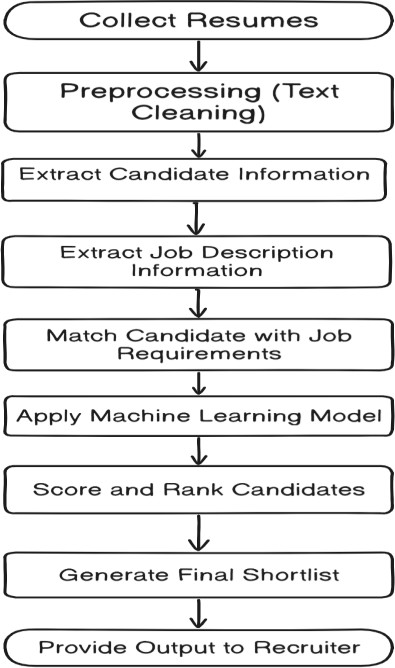 Collect Resumes
Preprocessing (Text
Cleaning)
Extract Candidate Information
Extract Job Description
Information
Match Candidate with Job
Requirements
Apply Machine Learning Model
Score and Rank Candidates
Generate Final Shortlist
Provide Output to Recruiter